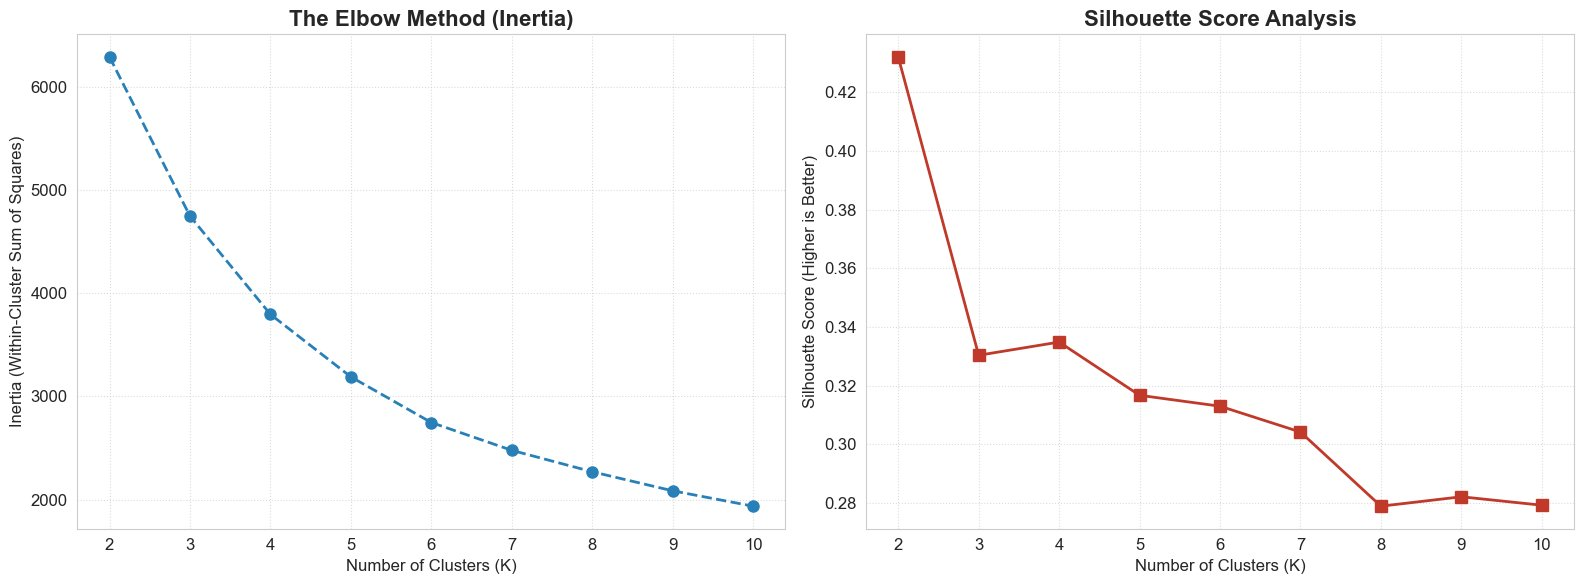 The Elbow Method (Inertia)
Inertia (Within-Cluster Sum of Squares)
6000
5000
4000
3000
2000
2 3 4 5 6 7 8 9 10
Number of Clusters (K)
Silhouette Score Analysis
Silhouette Score (Higher is Better)
0.42
0.40
0.38
0.36
0.34
0.32
0.30
0.28
2 3 4 5 6 7 8 9 10
Number of Clusters (K)